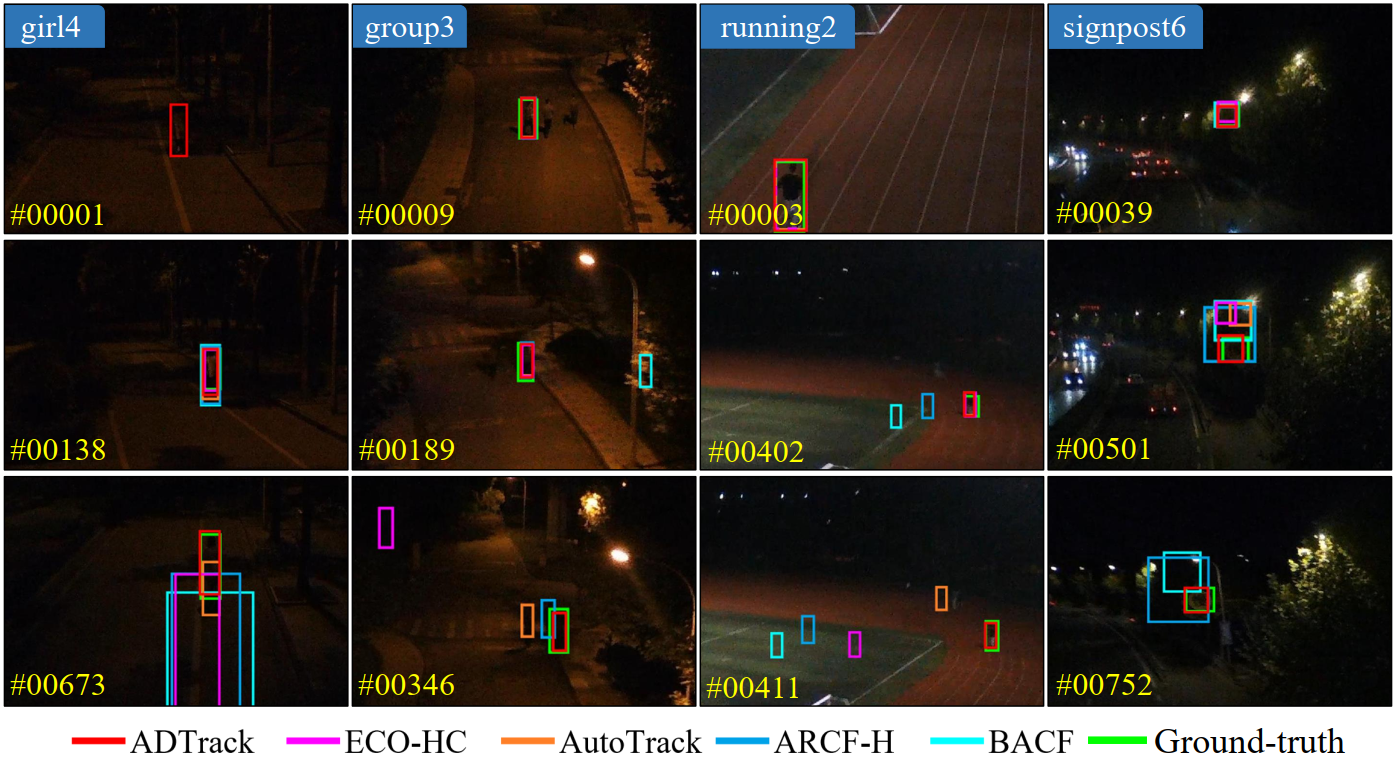 girl4
group3
running2
signpost6
#00001
#00009
#00003
#00039
#00138
#00189
#00402
#00501
#00673
#00346
#00411
#00752
ADTrack
ECO-HC
AutoTrack
ARCF-H
BACF
Ground-truth